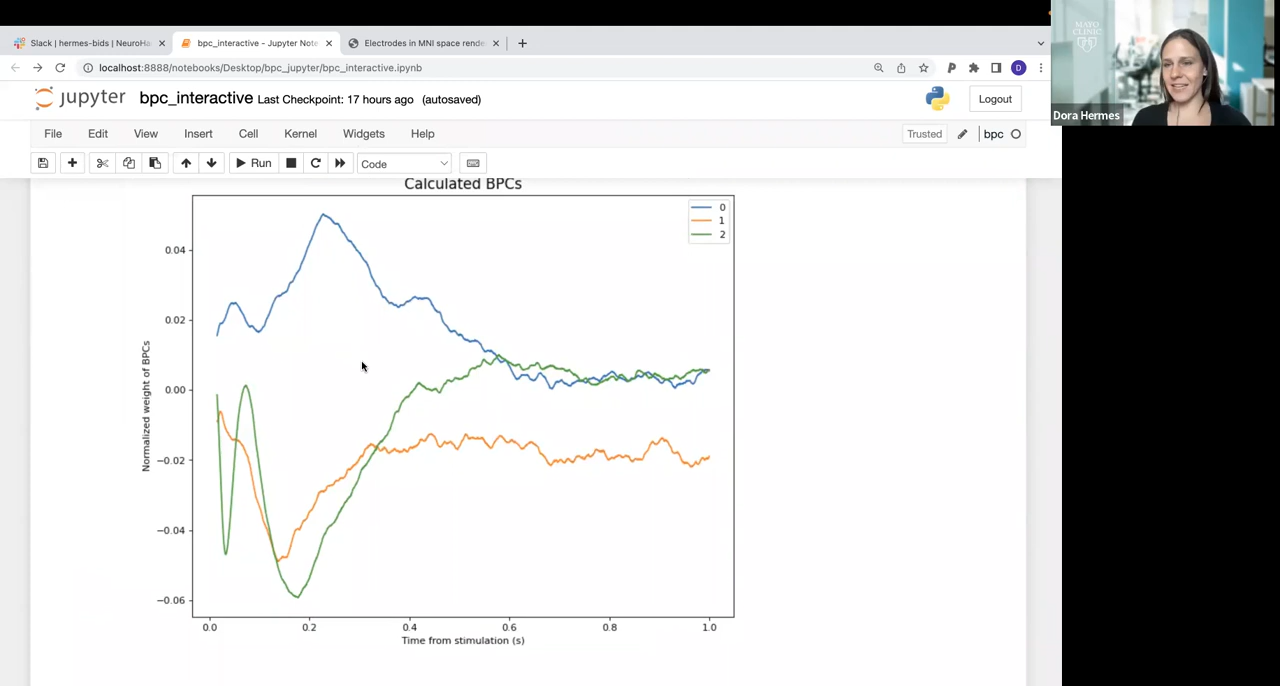 Slack | hermes-bids | NeuroHa
bpc_interactive - Jupyter Note
Electrodes in MNI space rende
localhost:8888/notebooks/Desktop/bpc_jupyter/bpc_interactive.ipynb
D
MAYO
CLINIC
Dora Hermes
jupyter bpc_interactive Last Checkpoint: 17 hours ago (autosaved)
Logout
File Edit View Insert Cell Kernel Widgets Help
Trusted
bpc
Run
Code
Calculated BPCs
0
1
2
0.04
0.02
0.00
−0.02
−0.04
−0.06
Normalized weight of BPCs
0.0 0.2 0.4 0.6 0.8 1.0
Time from stimulation (s)